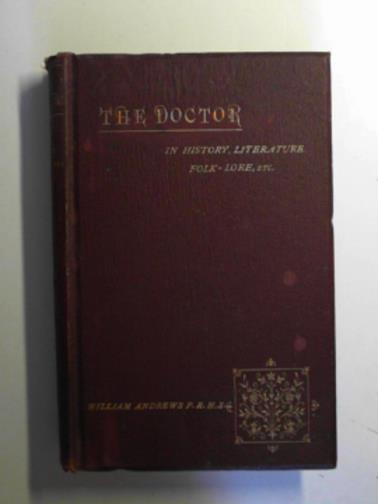 THE DOCTOR
IN HISTORY, LITERATURE.
FOLK-LORE, ETC.
WILLIAM ANDREWS F.R.H.S.